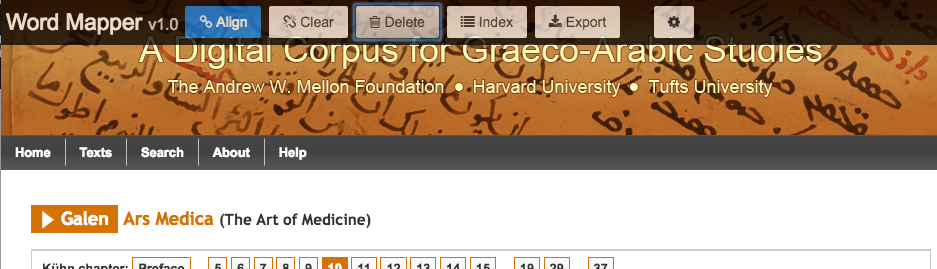 Word Mapper v1.0 Align Clear Delete Index Export
A Digital Corpus for Graeco-Arabic Studies
The Andrew W. Mellon Foundation ● Harvard University ● Tufts University
Home Texts Search About Help
Galen Ars Medica (The Art of Medicine)
Kühn chapter: Preface 5 6 7 8 9 10 11 12 13 14 15 19 29 37